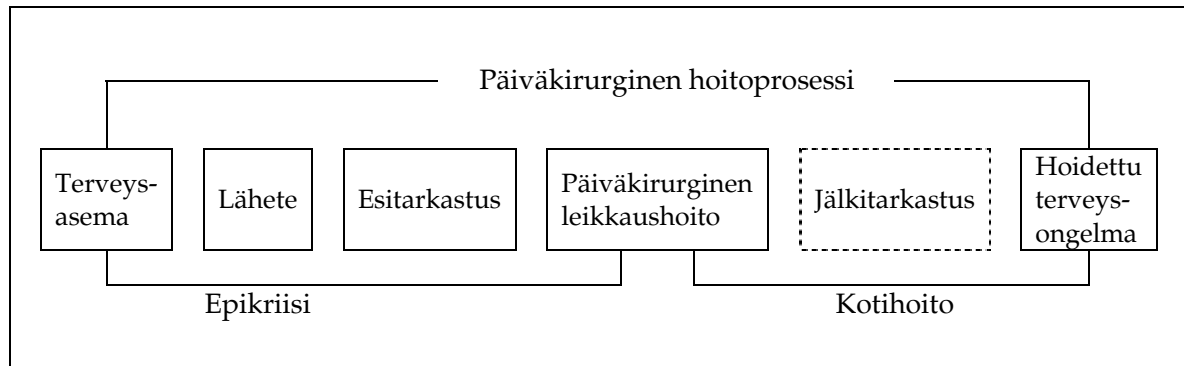 Päiväkirurginen hoitoprosessi
Terveys-
asema
Lähete
Esitarkastus
Päiväkirurginen
leikkaushoito
Jälkitarkastus
Hoidettu
terveys-
ongelma
Epikriisi
Kotihoito